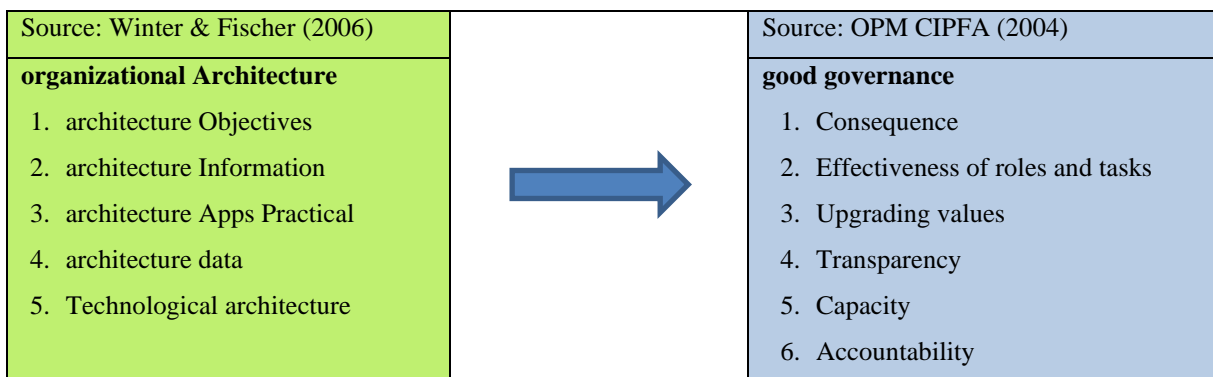 Source: Winter & Fischer (2006)
organizational Architecture
1. architecture Objectives
2. architecture Information
3. architecture Apps Practical
4. architecture data
5. Technological architecture
Source: OPM CIPFA (2004)
good governance
1. Consequence
2. Effectiveness of roles and tasks
3. Upgrading values
4. Transparency
5. Capacity
6. Accountability